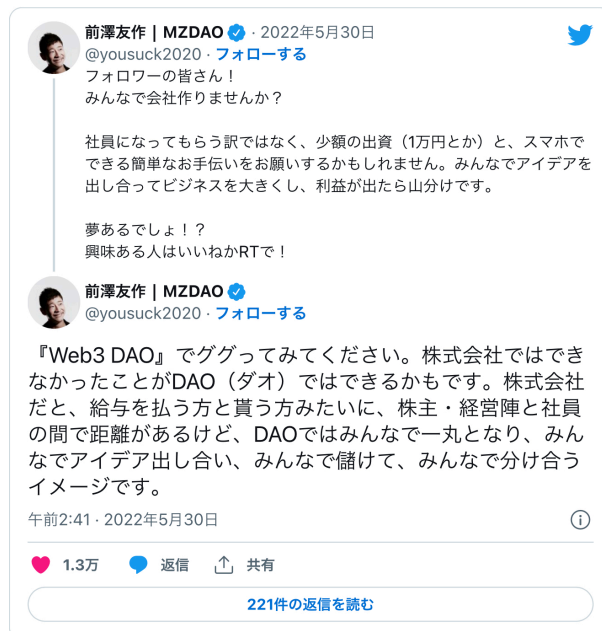 前澤友作┃MZDAO · 2022年5月30日
@yousuck2020 · フォローする
フォロワーの皆さん!
みんなで会社作りませんか?
社員になってもらう訳ではなく、少額の出資(1万円とか)と、スマホで
できる簡単なお手伝いをお願いするかもしれません。みんなでアイデアを
出し合ってビジネスを大きくし、利益が出たら山分けです。
夢あるでしょ!?
興味ある人はいいねかRTで!
前澤友作┃MZDAO
@yousuck2020 · フォローする
『Web3 DAO』でググってみてください。株式会社ではでき
なかったことがDAO(ダオ)ではできるかもです。株式会社
だと、給与を払う方と貰う方みたいに、株主・経営陣と社員
の間で距離があるけど、DAOではみんなで一丸となり、みん
なでアイデア出し合い、みんなで儲けて、みんなで分け合う
イメージです。
午前2:41 · 2022年5月30日
1.3万 返信 共有
221件の返信を読む